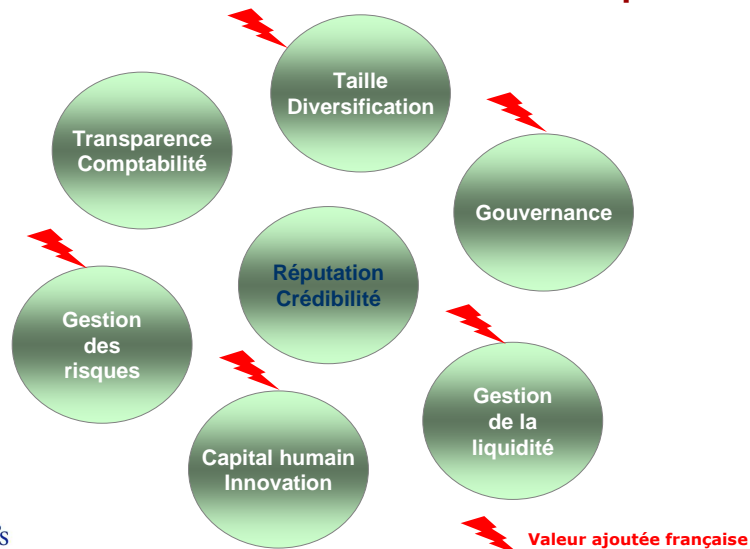 Taille
Diversification
Transparence
Comptabilité
Gouvernance
Réputation
Crédibilité
Gestion
des
risques
Gestion
de la
liquidité
Capital humain
Innovation
Valeur ajoutée française